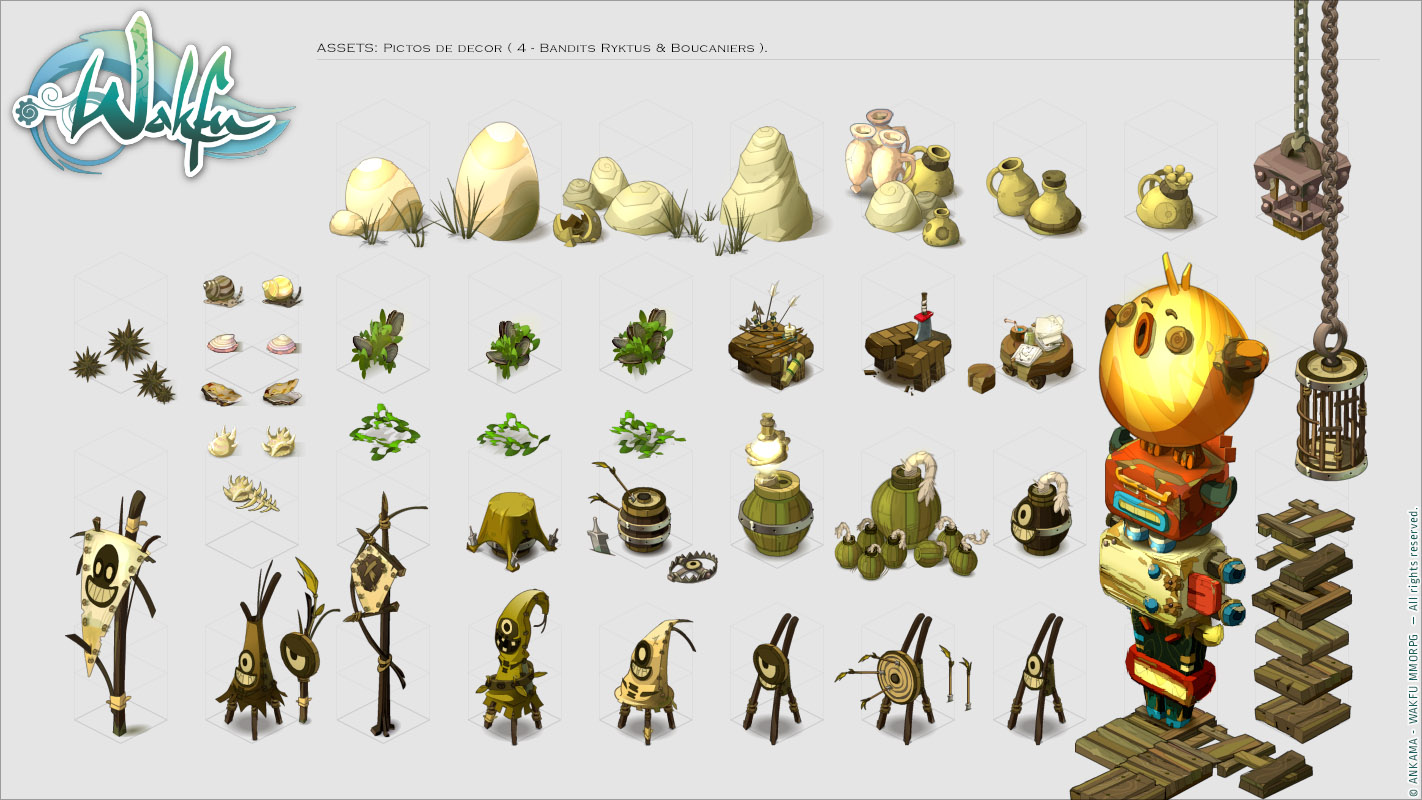 Wakfu
ASSETS: Pictos de decor ( 4 - Bandits Ryktus & Boucaniers ).
© ANKAMA - WAKFU MMORPG – All rights reserved.